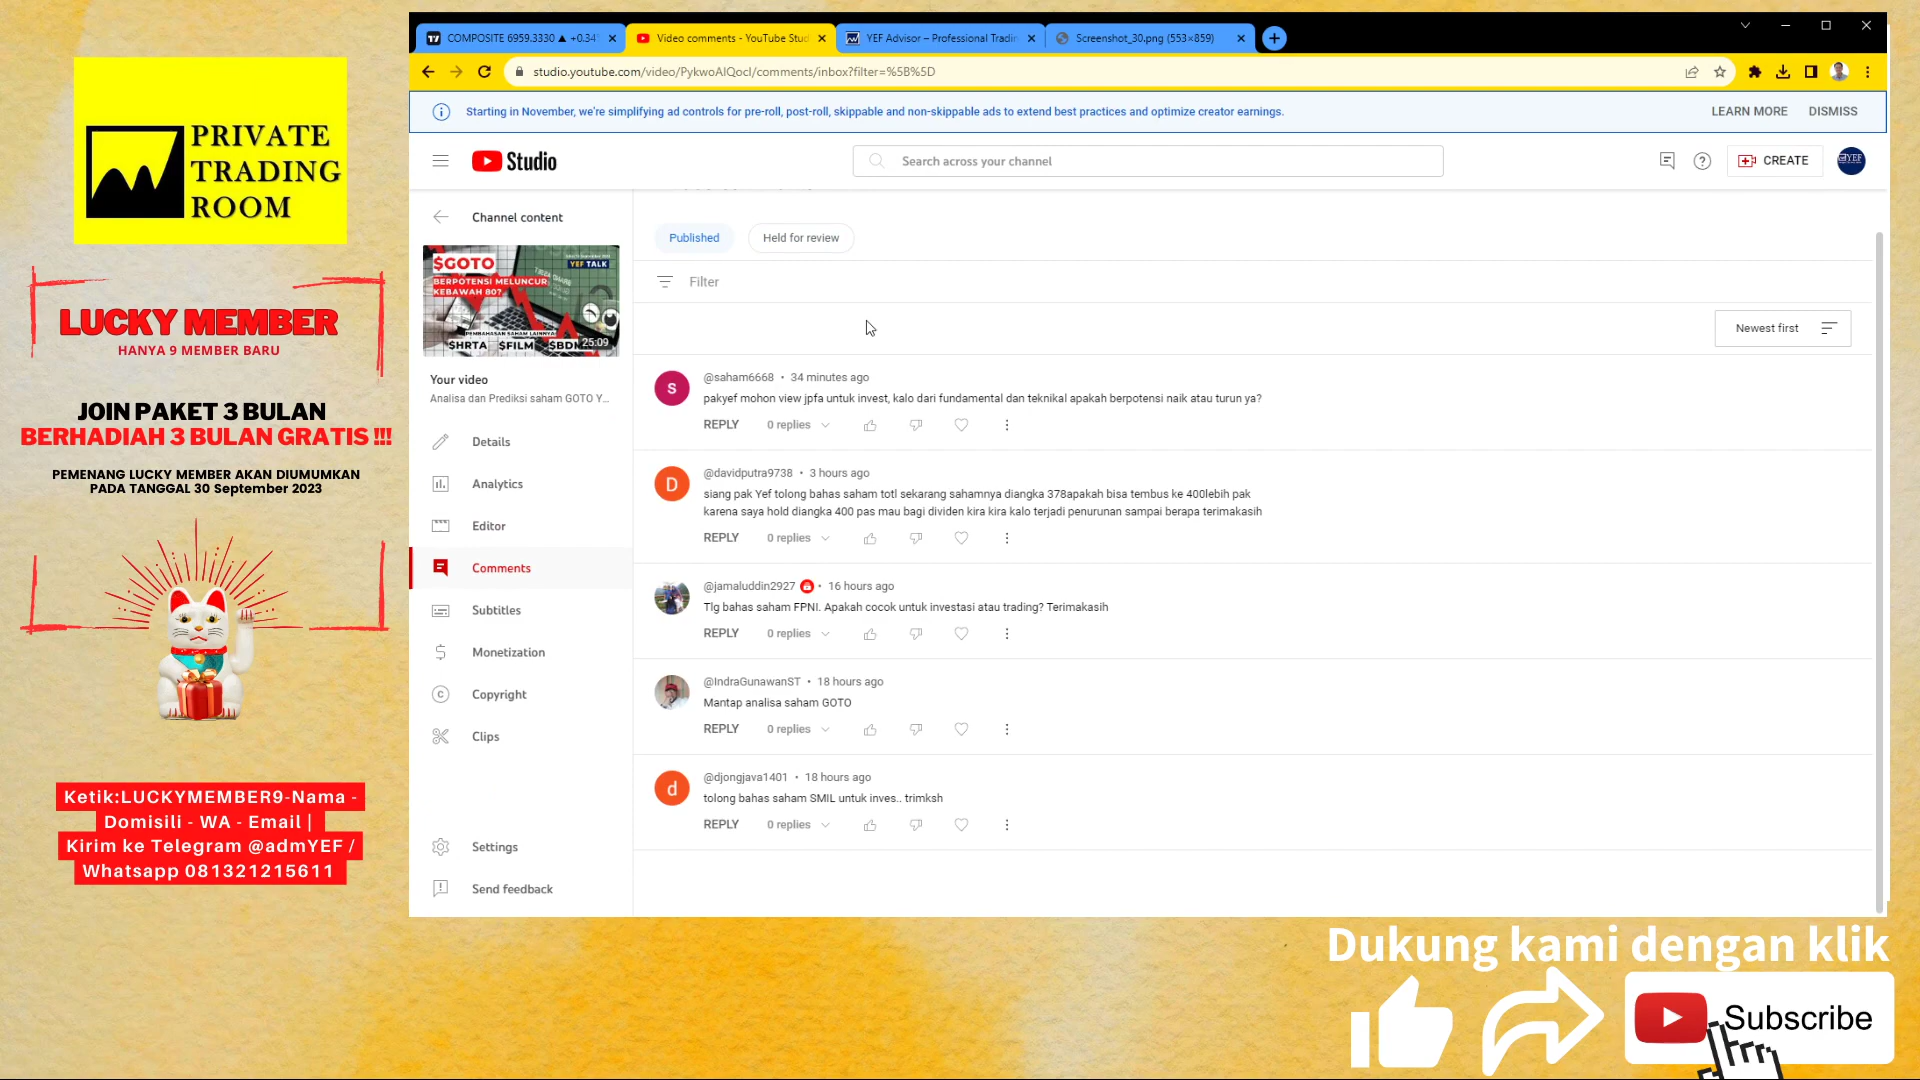 PRIVATE
TRADING
ROOM
LUCKY MEMBER
HANYA 9 MEMBER BARU
JOIN PAKET 3 BULAN
BERHADIAH 3 BULAN GRATIS !!!
PEMENANG LUCKY MEMBER AKAN DIUMUMKAN
PADA TANGGAL 30 September 2023
Ketik:LUCKYMEMBER9-Nama -
Domisili - WA - Email |
Kirim ke Telegram @admYEF /
Whatsapp 081321215611
COMPOSITE 6959.3330 ▲ +0.34
Video comments - YouTube Stud
YEF Advisor – Professional Tradin
Screenshot_30.png (553×859)
studio.youtube.com/video/PykwoAIQocI/comments/inbox?filter=%5B%5D
Starting in November, we're simplifying ad controls for pre-roll, post-roll, skippable and non-skippable ads to extend best practices and optimize creator earnings.
LEARN MORE
DISMISS
Studio
Search across your channel
CREATE
Channel content
$GOTO
YEF TALK
BERPOTENSI MELUNCUR
KEBAWAH 80?
PEMBAHASAN SAHAM LAINNYA
$HRTA $FILM $BDM
25:09
Your video
Analisa dan Prediksi saham GOTO Y...
Details
Analytics
Editor
Comments
Subtitles
Monetization
Copyright
Clips
Settings
Send feedback
Published
Held for review
Filter
Newest first
S
@saham6668 • 34 minutes ago
pakyef mohon view jpfa untuk invest, kalo dari fundamental dan teknikal apakah berpotensi naik atau turun ya?
REPLY 0 replies
D
@davidputra9738 • 3 hours ago
siang pak Yef tolong bahas saham totl sekarang sahamnya diangka 378apakah bisa tembus ke 400lebih pak
karena saya hold diangka 400 pas mau bagi dividen kira kira kalo terjadi penurunan sampai berapa terimakasih
REPLY 0 replies
@jamaluddin2927 • 16 hours ago
Tlg bahas saham FPNI. Apakah cocok untuk investasi atau trading? Terimakasih
REPLY 0 replies
@IndraGunawanST • 18 hours ago
Mantap analisa saham GOTO
REPLY 0 replies
d
@djongjava1401 • 18 hours ago
tolong bahas saham SMIL untuk inves.. trimksh
REPLY 0 replies
Dukung kami dengan klik
Subscribe